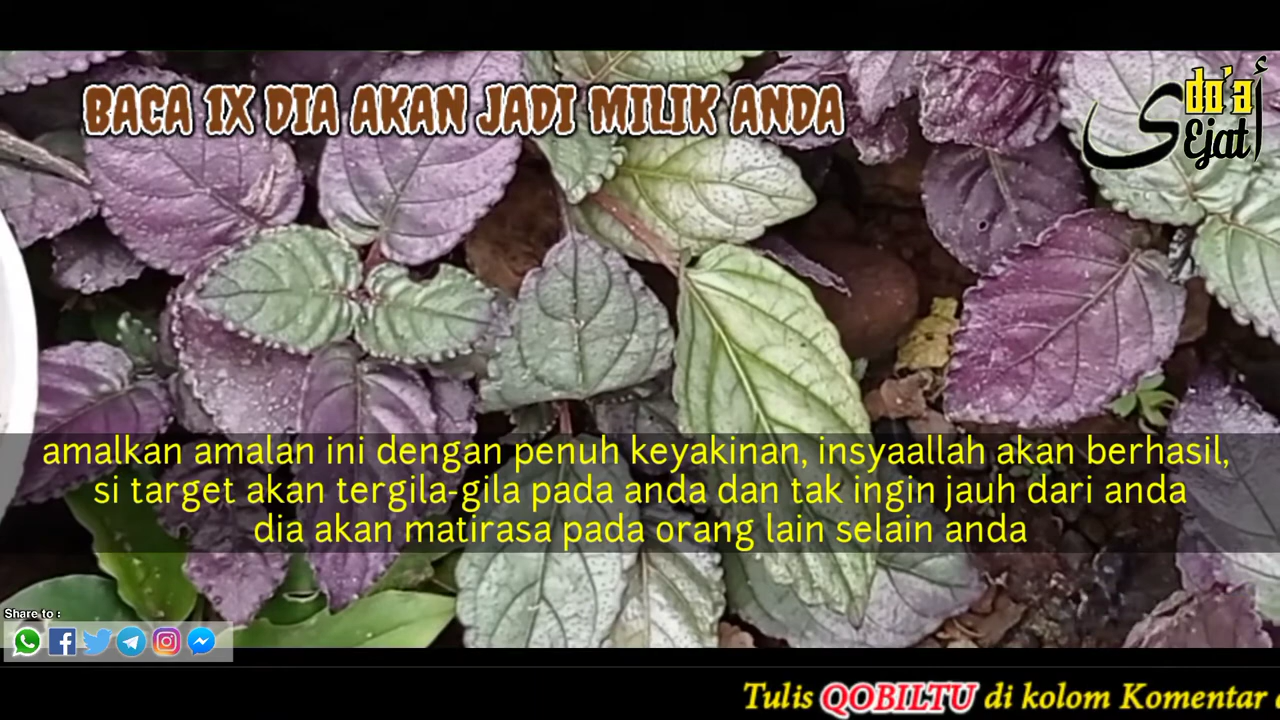 BACA 1X DIA AKAN JADI MILIK ANDA
do'a
Ejat
أ
ى
amalkan amalan ini dengan penuh keyakinan, insyaallah akan berhasil,
si target akan tergila-gila pada anda dan tak ingin jauh dari anda
dia akan matirasa pada orang lain selain anda
Share to :
Tulis QOBILTU di kolom Komentar